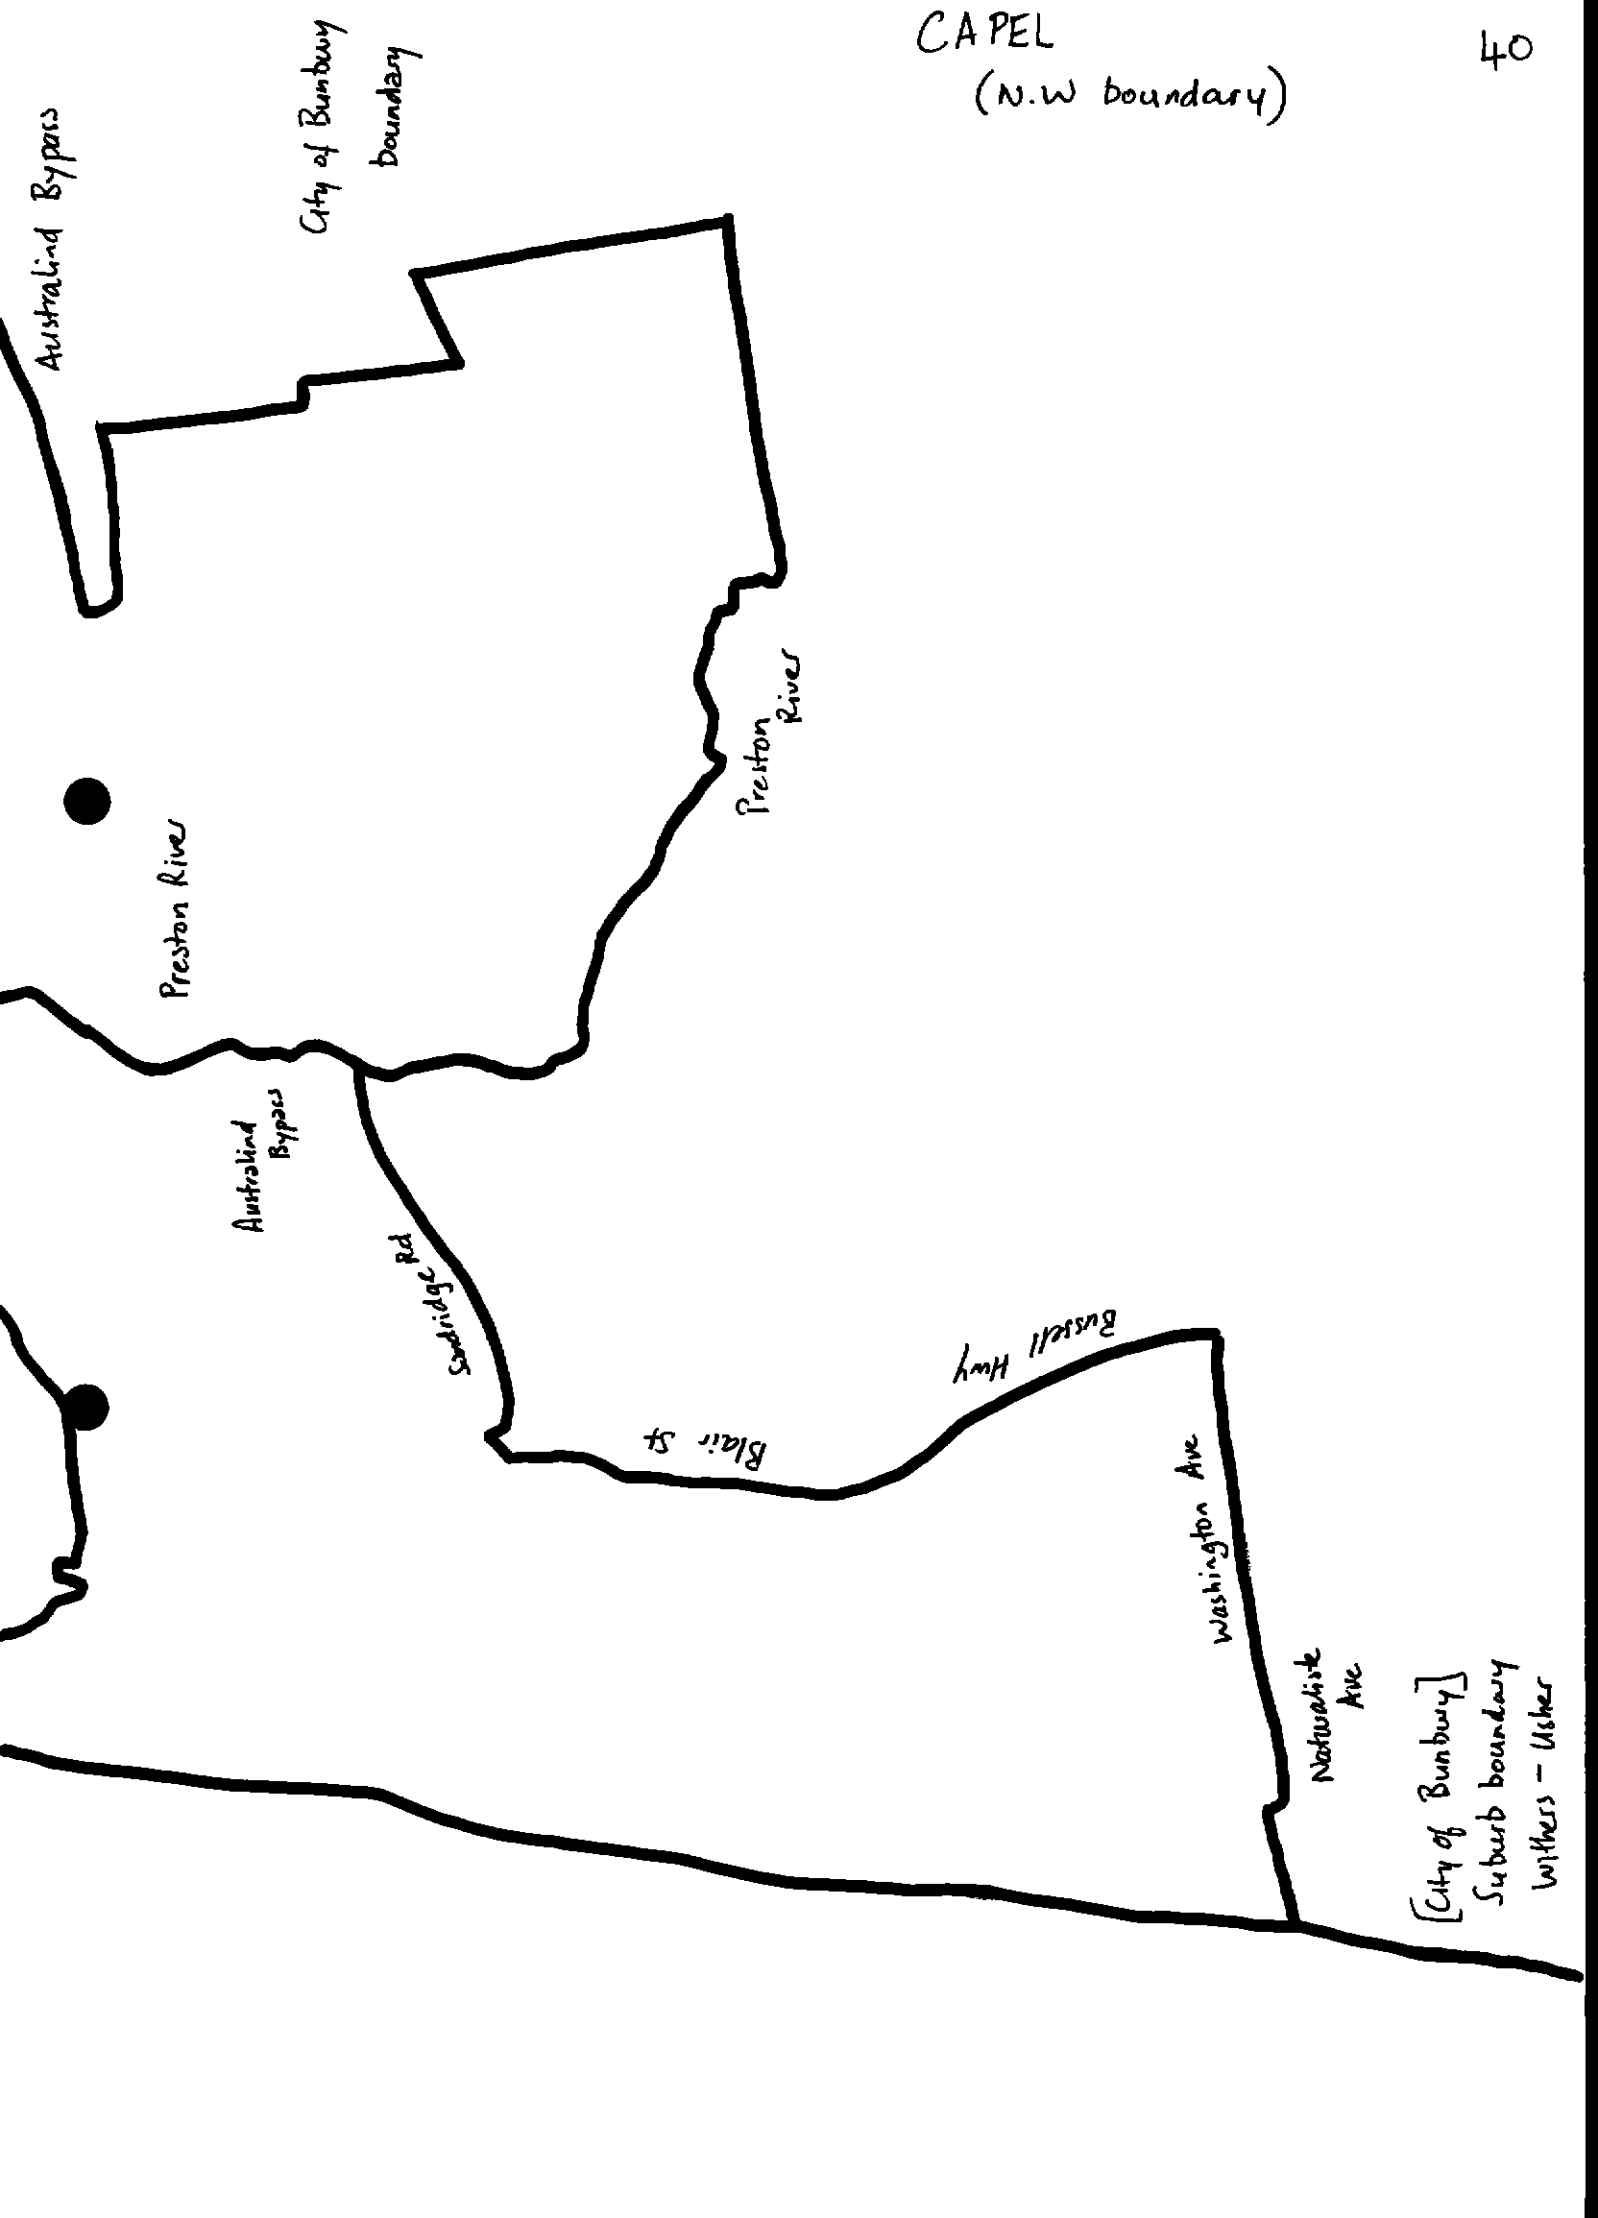 CAPEL
(N.W boundary)
40
Australind Bypass
City of Bunbury
boundary
Preston River
Preston
River
Australind
Bypass
Sandridge Rd
Blair St
Bussell
Hwy
Washington Ave
Naturaliste
Ave
[City of Bunbury]
Suburb boundary
Withers - Usher